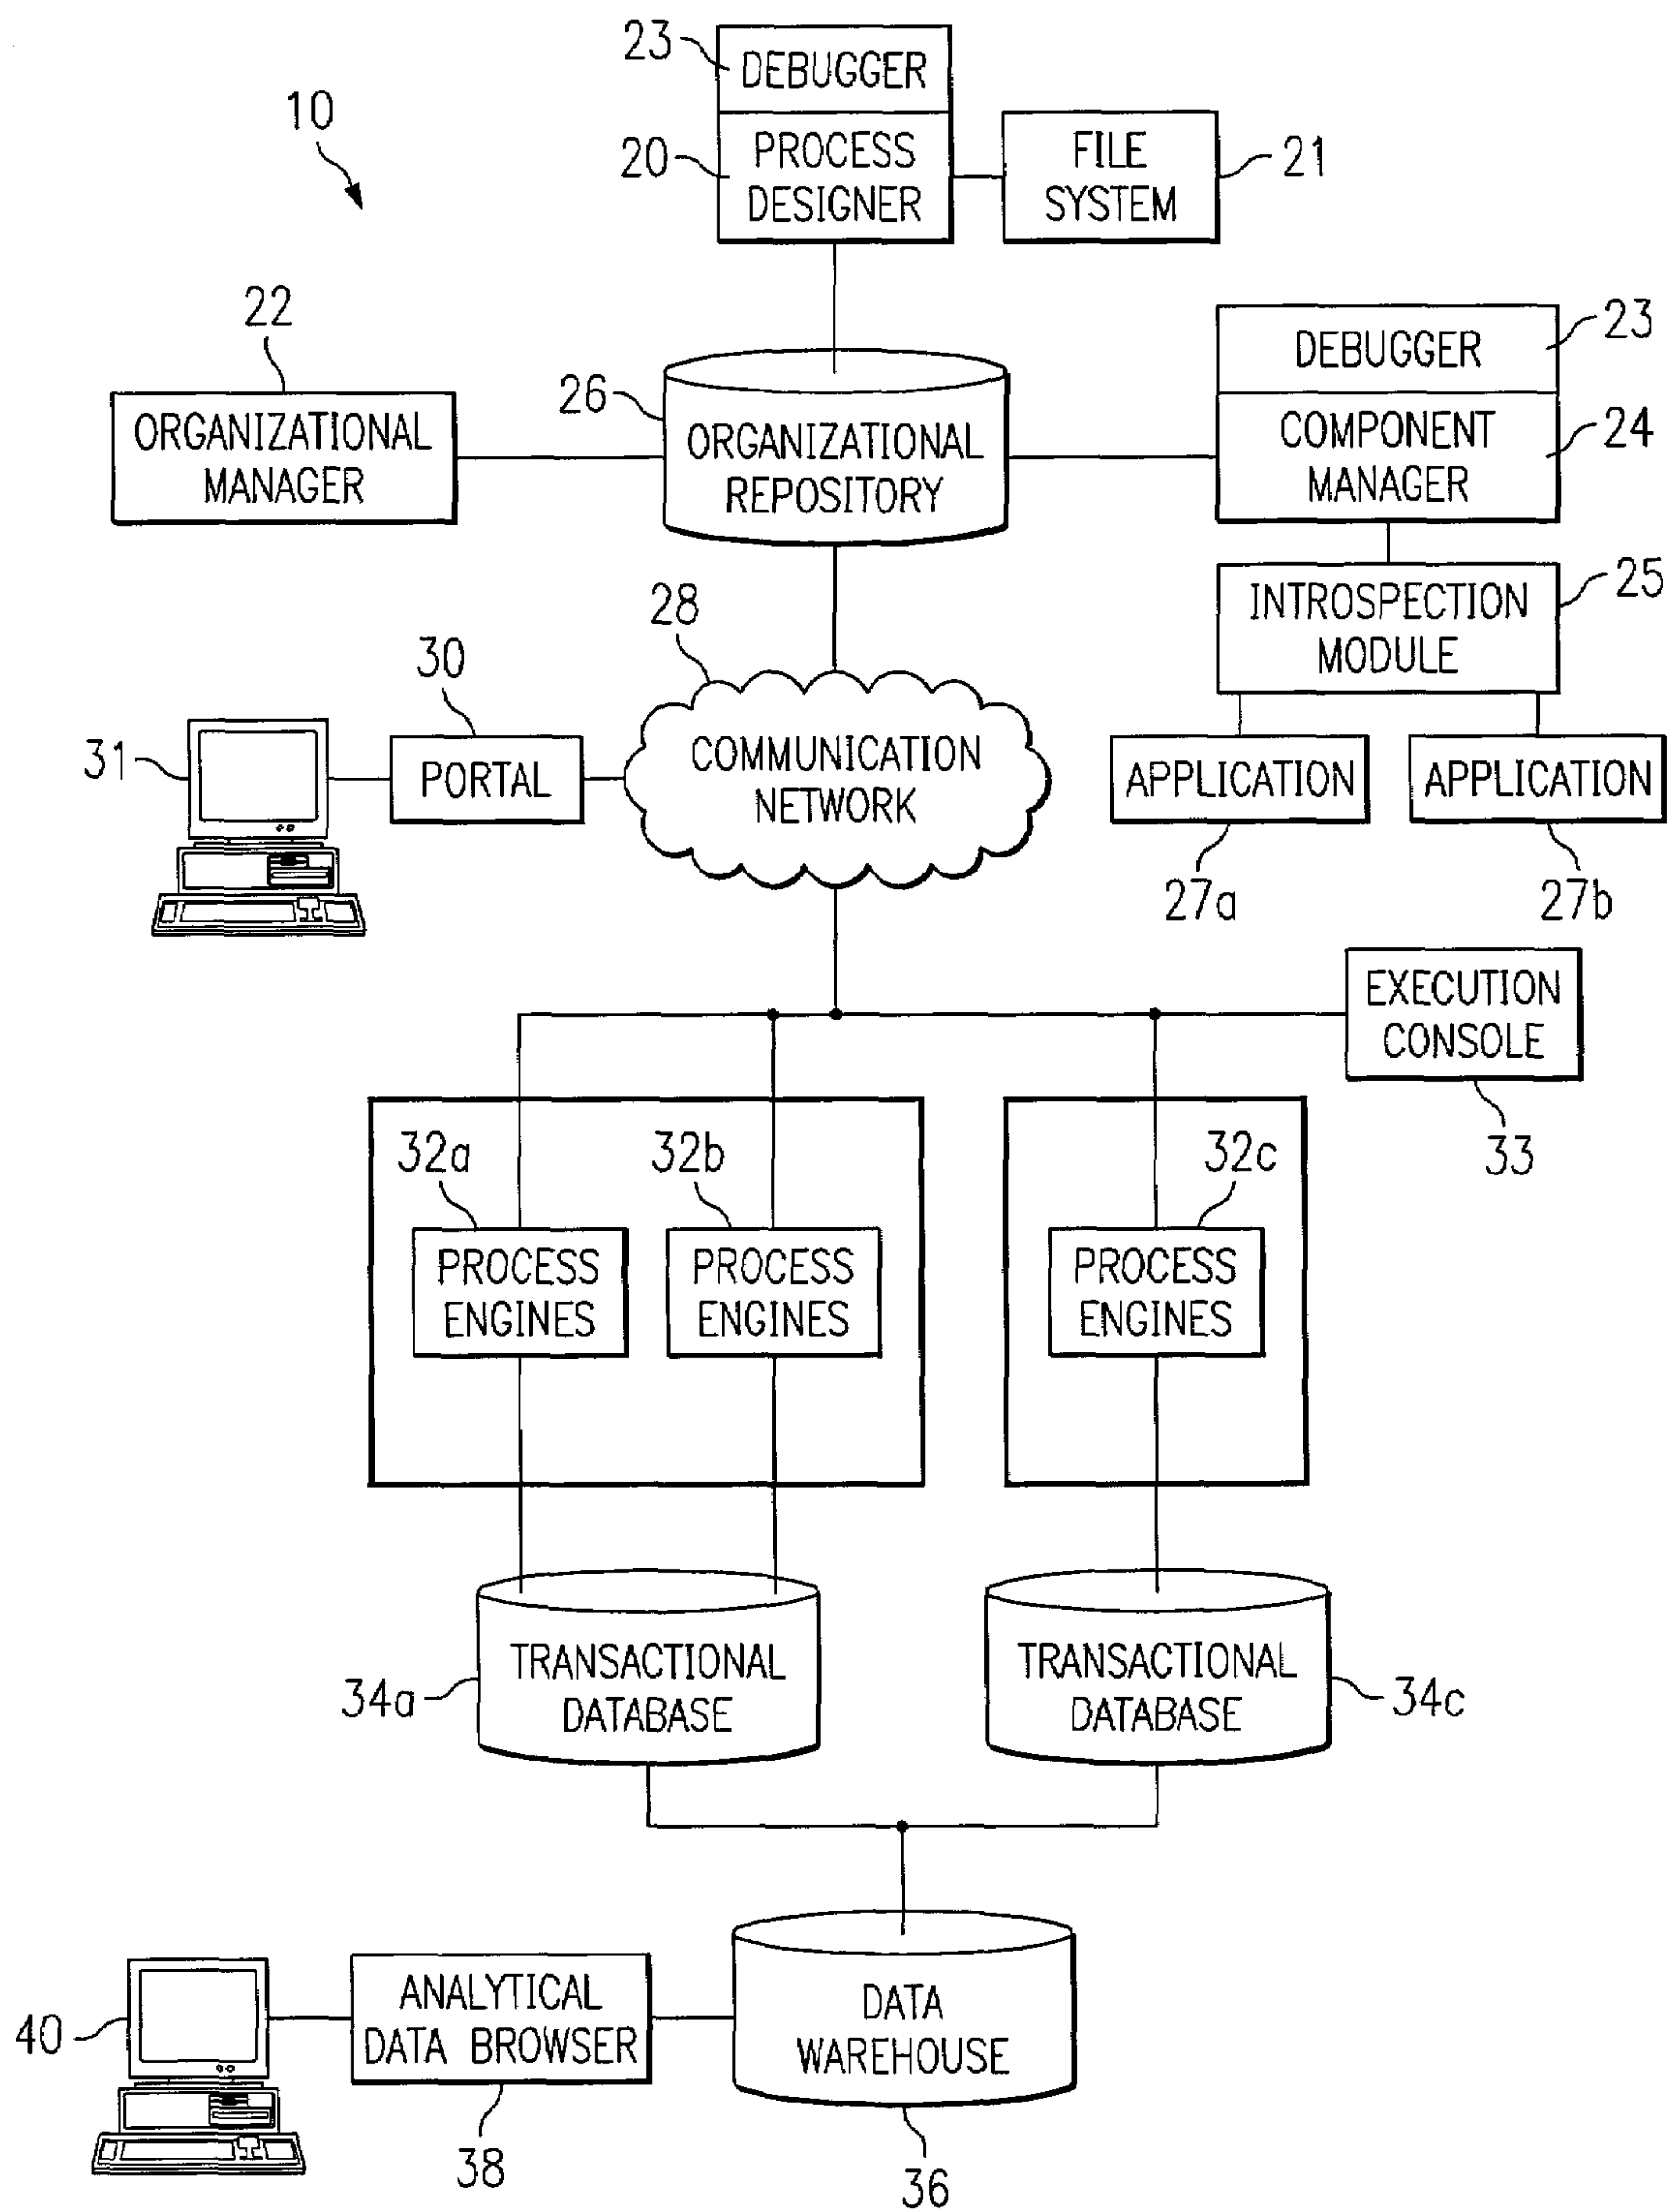 23
DEBUGGER
10
20
PROCESS
DESIGNER
FILE
SYSTEM
21
22
ORGANIZATIONAL
MANAGER
26
ORGANIZATIONAL
REPOSITORY
DEBUGGER
23
COMPONENT
MANAGER
24
INTROSPECTION
MODULE
25
28
COMMUNICATION
NETWORK
30
PORTAL
31
APPLICATION
APPLICATION
27a
27b
EXECUTION
CONSOLE
33
32a
32b
32c
PROCESS
ENGINES
PROCESS
ENGINES
PROCESS
ENGINES
34a
TRANSACTIONAL
DATABASE
TRANSACTIONAL
DATABASE
34c
40
ANALYTICAL
DATA BROWSER
38
DATA
WAREHOUSE
36